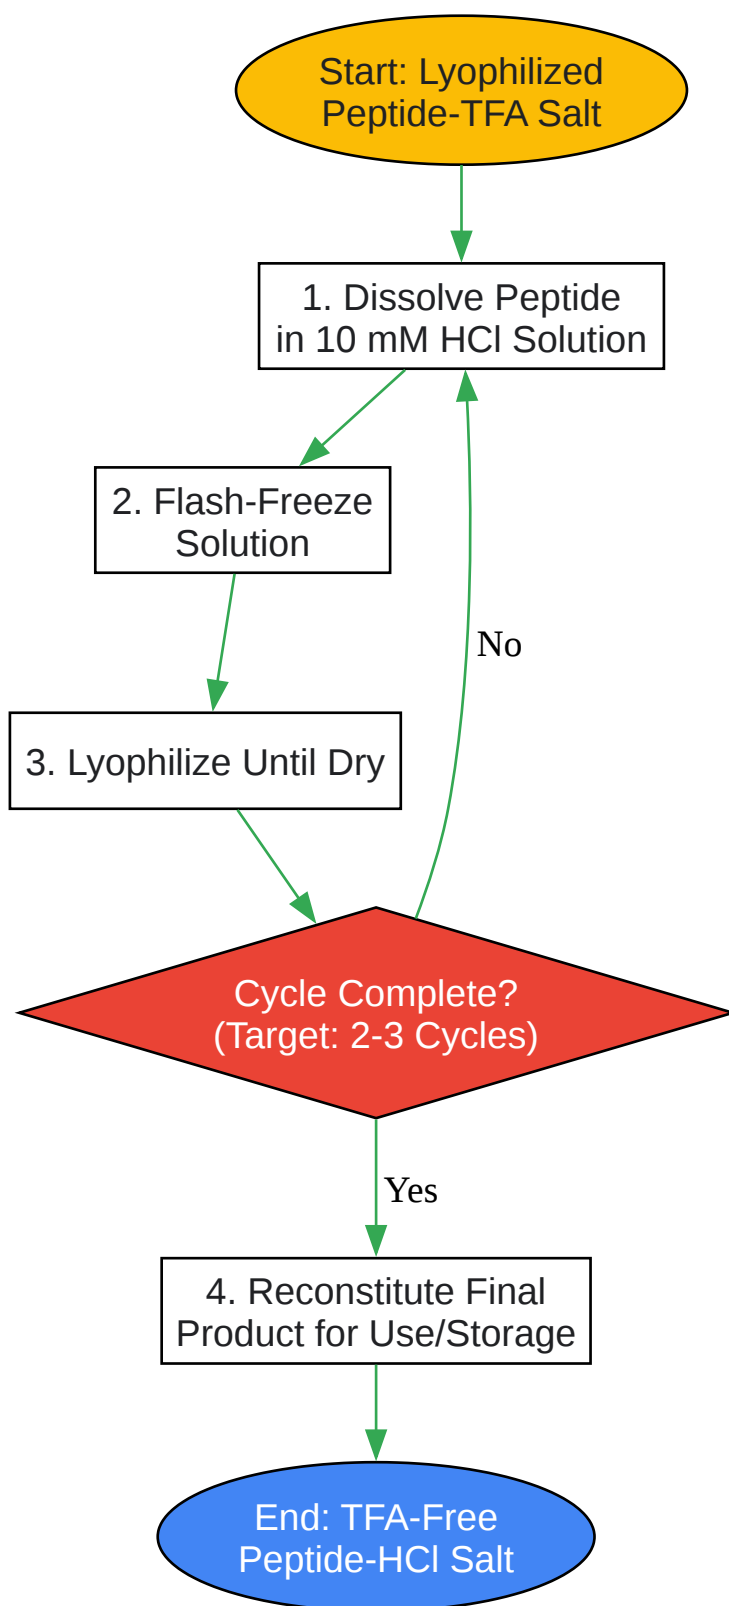 Start: Lyophilized
Peptide-TFA Salt
1. Dissolve Peptide
in 10 mM HCl Solution
2. Flash-Freeze
Solution
No
3. Lyophilize Until Dry
Cycle Complete?
(Target: 2-3 Cycles)
Yes
4. Reconstitute Final
Product for Use/Storage
End: TFA-Free
Peptide-HCl Salt